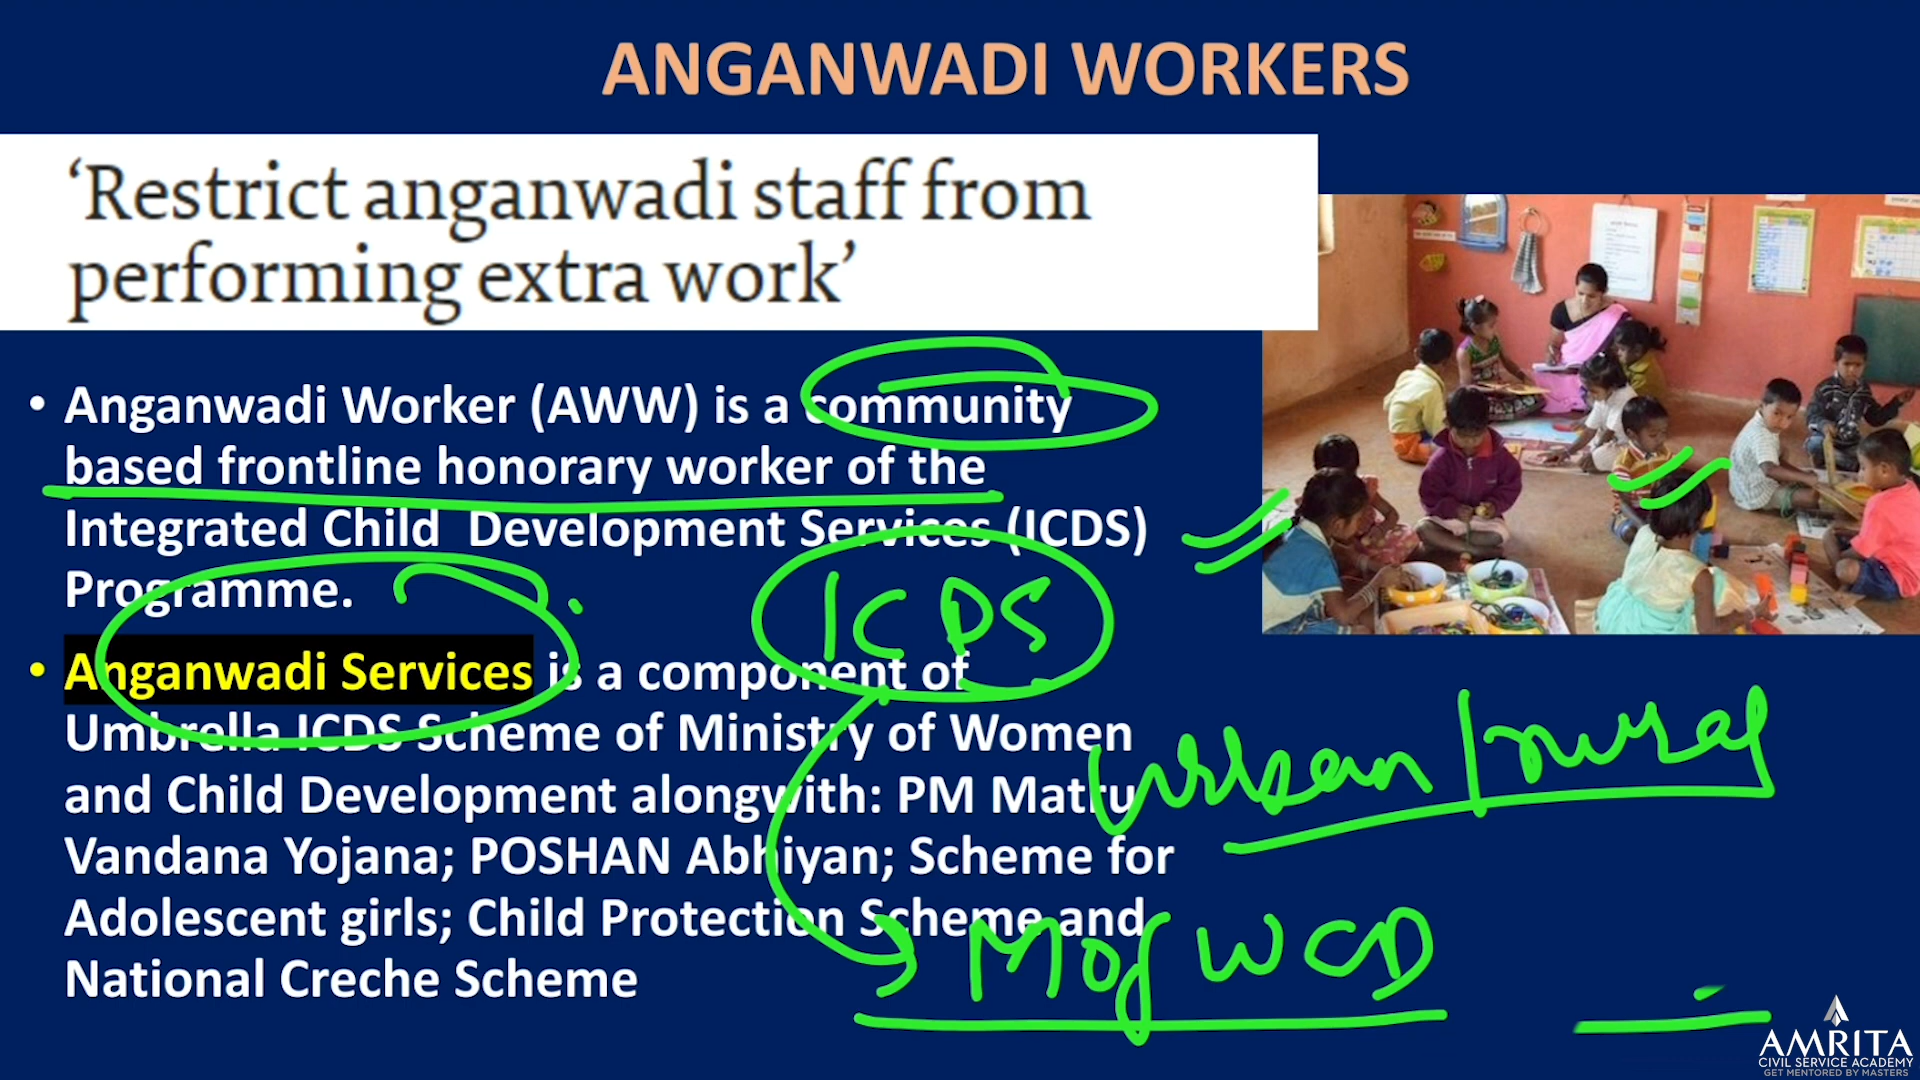 ANGANWADI WORKERS
‘Restrict anganwadi staff from
performing extra work’
• Anganwadi Worker (AWW) is a community
based frontline honorary worker of the
Integrated Child Development Services (ICDS)
Programme.
ICDS
• Anganwadi Services is a component of
Umbrella ICDS Scheme of Ministry of Women
and Child Development alongwith: PM Matru
Vandana Yojana; POSHAN Abhiyan; Scheme for
Adolescent girls; Child Protection Scheme and
National Creche Scheme
Urban/rural
Mof WCD
AMRITA
CIVIL SERVICE ACADEMY
GET MENTORED BY MASTERS